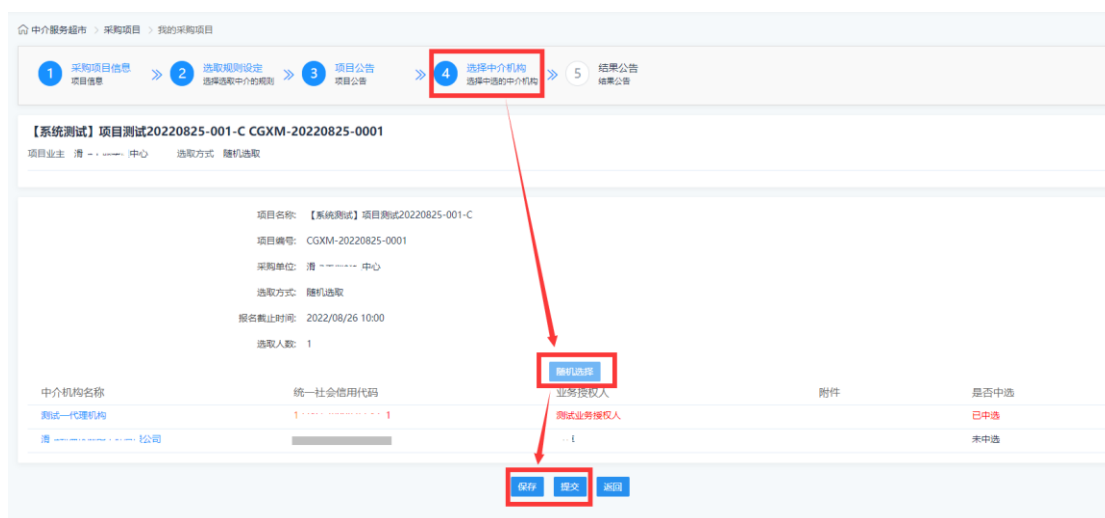 中介服务超市 > 采购项目 > 我的采购项目
1 采购项目信息 2 选取规则设定 3 项目公告 4 选择中介机构 5 结果公告
项目信息 选择选取中介的规则 项目公告 选择中选的中介机构 结果公告
【系统测试】项目测试20220825-001-C CGXM-20220825-0001
项目业主 滑 中心 选取方式 随机选取
项目名称: 【系统测试】项目测试20220825-001-C
项目编号: CGXM-20220825-0001
采购单位: 滑 中心
选取方式: 随机选取
报名截止时间: 2022/08/26 10:00
选取人数: 1
随机选择
中介机构名称 统一社会信用代码 业务授权人 附件 是否中选
测试一代理机构 1 1 测试业务授权人 已中选
滑 公司 未中选
保存 提交 返回